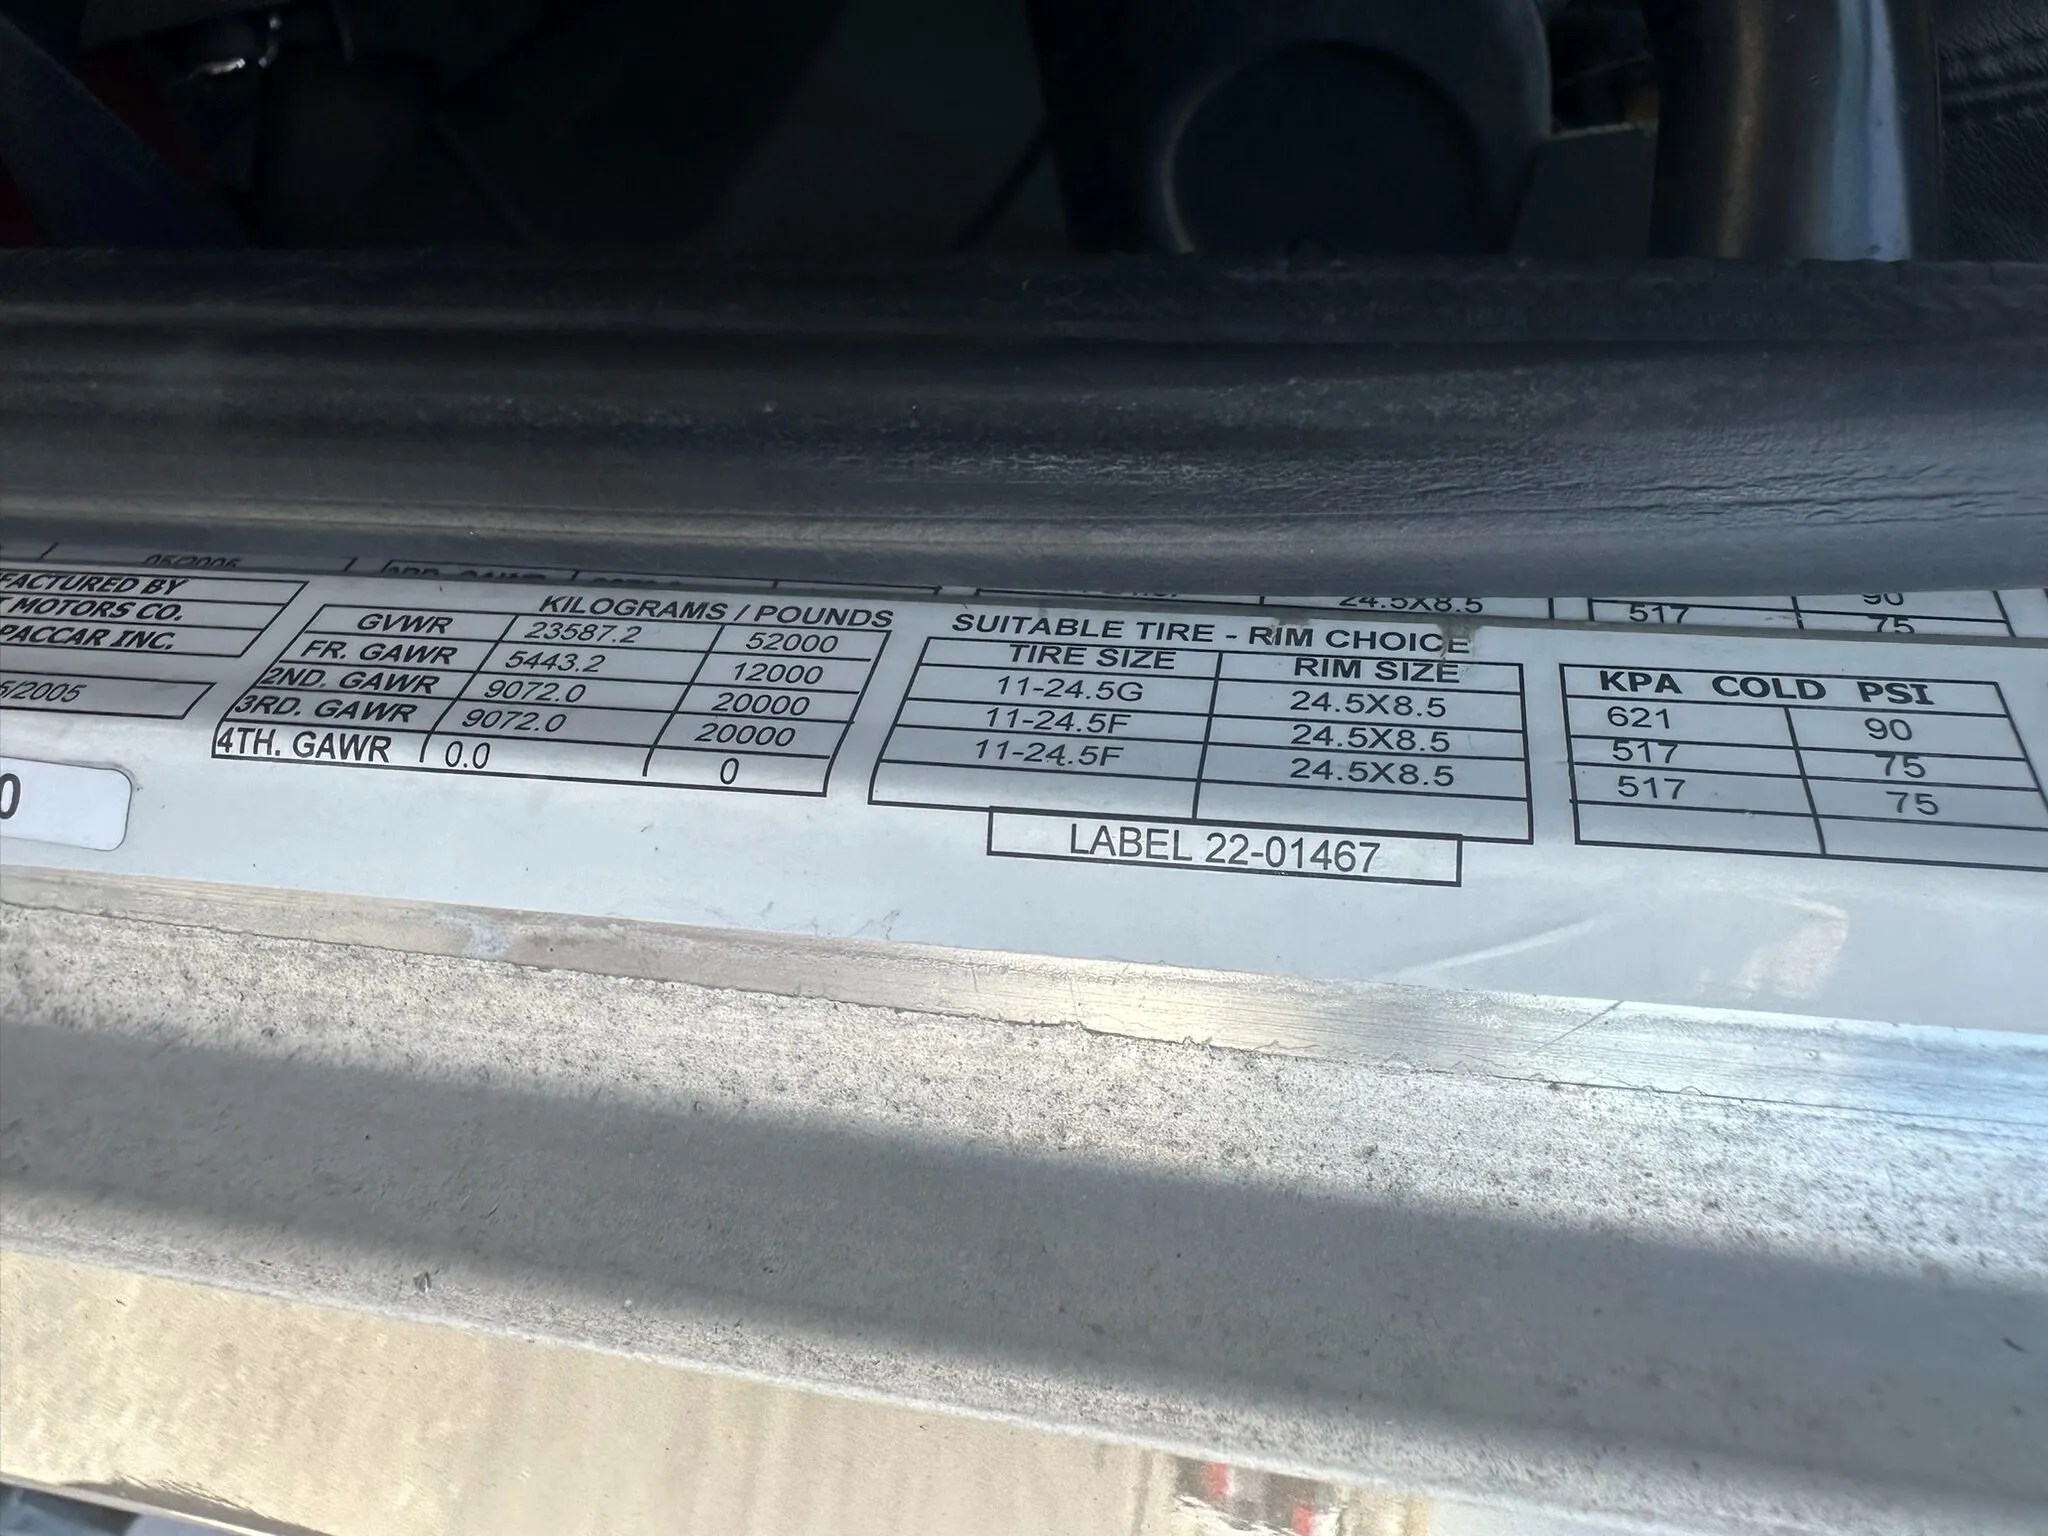 FACTURED BY
MOTORS CO.
PACCAR INC.
5/2005
0
KILOGRAMS / POUNDS
GVWR 23587.2 52000
FR. GAWR 5443.2 12000
2ND. GAWR 9072.0 20000
3RD. GAWR 9072.0 20000
4TH. GAWR 0.0 0
24.5X8.5
517 90
75
SUITABLE TIRE - RIM CHOICE
TIRE SIZE RIM SIZE
11-24.5G 24.5X8.5
11-24.5F 24.5X8.5
11-24.5F 24.5X8.5
KPA COLD PSI
621 90
517 75
517 75
LABEL 22-01467